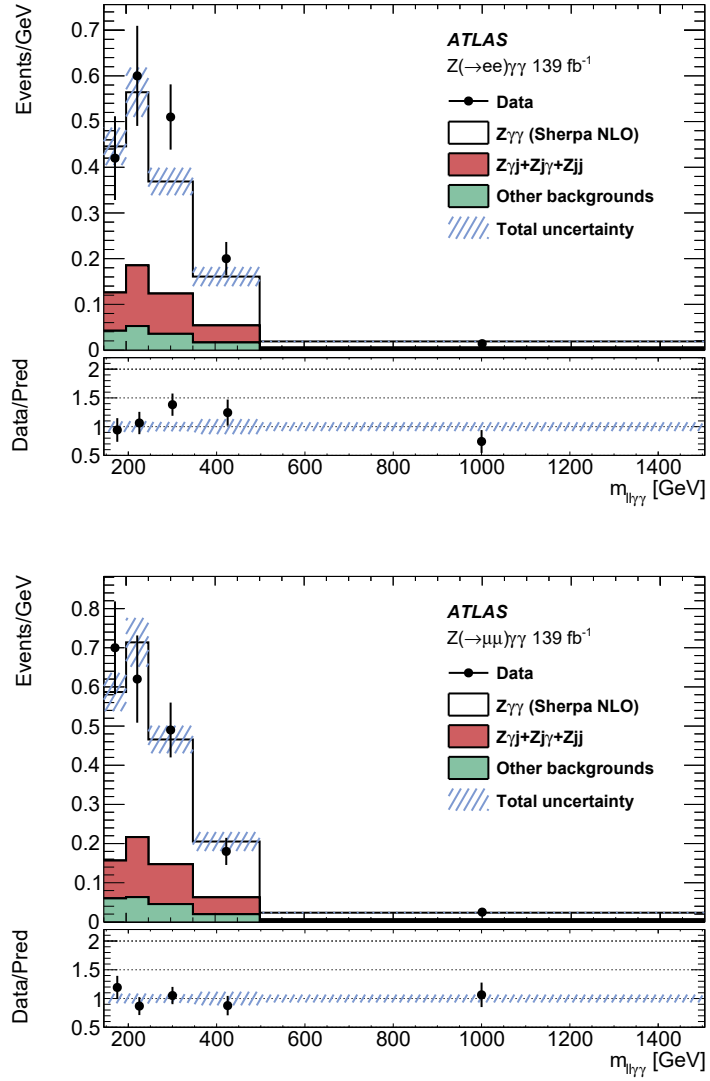 Events/GeV
0.7
0.6
0.5
0.4
0.3
0.2
0.1
0
ATLAS
Z(→ee)γγ 139 fb⁻¹
Data
Zγγ (Sherpa NLO)
Zγj+Zjγ+Zjj
Other backgrounds
Total uncertainty
Data/Pred
2
1.5
1
0.5
200 400 600 800 1000 1200 1400
m_llγγ [GeV]
Events/GeV
0.8
0.7
0.6
0.5
0.4
0.3
0.2
0.1
0
ATLAS
Z(→μμ)γγ 139 fb⁻¹
Data
Zγγ (Sherpa NLO)
Zγj+Zjγ+Zjj
Other backgrounds
Total uncertainty
Data/Pred
2
1.5
1
0.5
200 400 600 800 1000 1200 1400
m_llγγ [GeV]